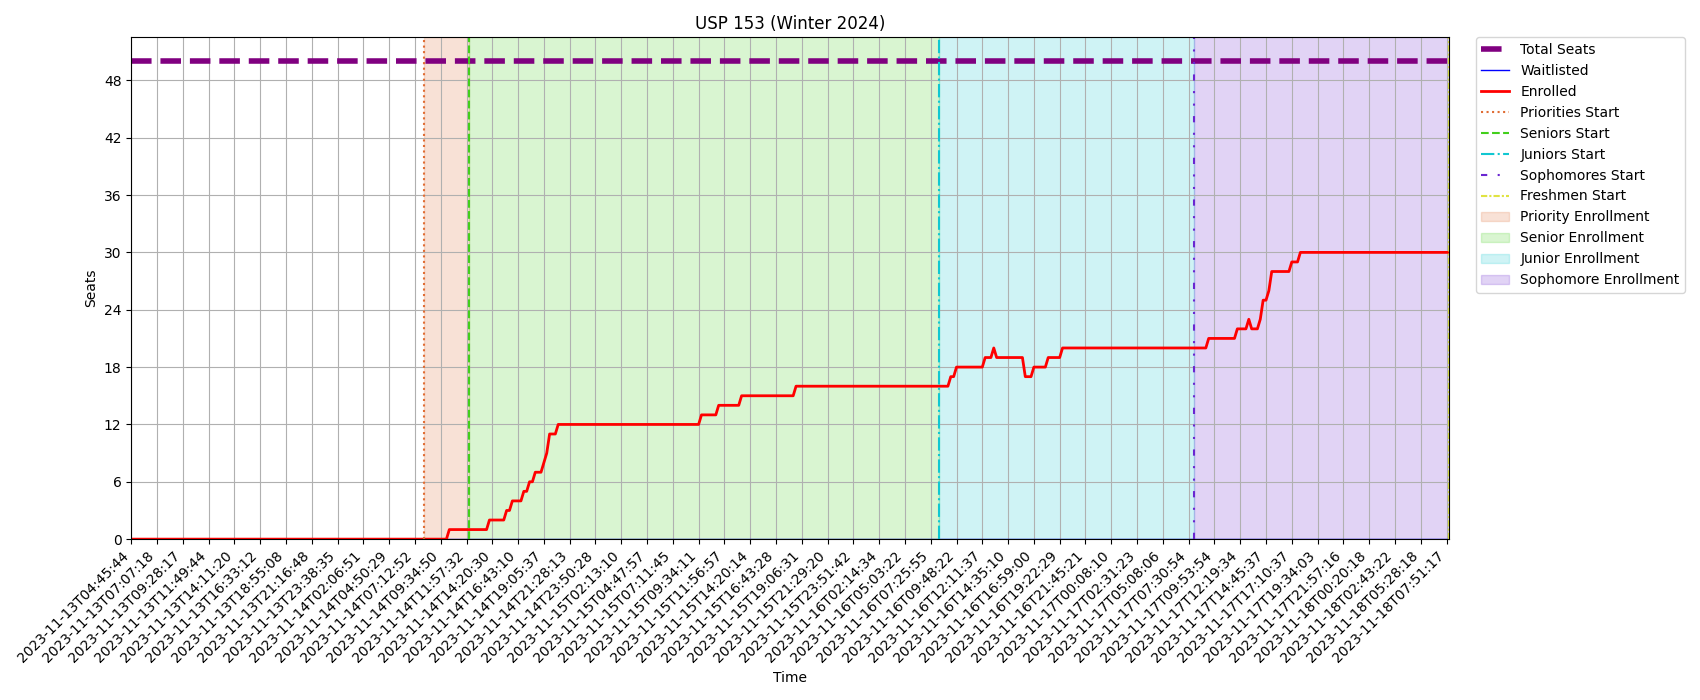 USP 153 (Winter 2024)
Total Seats
Waitlisted
Enrolled
Priorities Start
Seniors Start
Juniors Start
Sophomores Start
Freshmen Start
Priority Enrollment
Senior Enrollment
Junior Enrollment
Sophomore Enrollment
Seats
48
42
36
30
24
18
12
6
0
2023-11-13T04:45:44
2023-11-13T07:07:18
2023-11-13T09:28:17
2023-11-13T11:49:44
2023-11-13T14:11:20
2023-11-13T16:33:12
2023-11-13T18:55:08
2023-11-13T21:16:48
2023-11-13T23:38:35
2023-11-14T02:06:51
2023-11-14T04:50:29
2023-11-14T07:12:52
2023-11-14T09:34:50
2023-11-14T11:57:32
2023-11-14T14:20:30
2023-11-14T16:43:10
2023-11-14T19:05:37
2023-11-14T21:28:13
2023-11-14T23:50:28
2023-11-15T02:13:10
2023-11-15T04:47:57
2023-11-15T07:11:45
2023-11-15T09:34:11
2023-11-15T11:56:57
2023-11-15T14:20:14
2023-11-15T16:43:28
2023-11-15T19:06:31
2023-11-15T21:29:20
2023-11-15T23:51:42
2023-11-16T02:14:34
2023-11-16T05:03:22
2023-11-16T07:25:55
2023-11-16T09:48:22
2023-11-16T12:11:37
2023-11-16T14:35:10
2023-11-16T16:59:00
2023-11-16T19:22:29
2023-11-16T21:45:21
2023-11-17T00:08:10
2023-11-17T02:31:23
2023-11-17T05:08:06
2023-11-17T07:30:54
2023-11-17T09:53:54
2023-11-17T12:19:34
2023-11-17T14:45:37
2023-11-17T17:10:37
2023-11-17T19:34:03
2023-11-17T21:57:16
2023-11-18T00:20:18
2023-11-18T02:43:22
2023-11-18T05:28:18
2023-11-18T07:51:17
Time